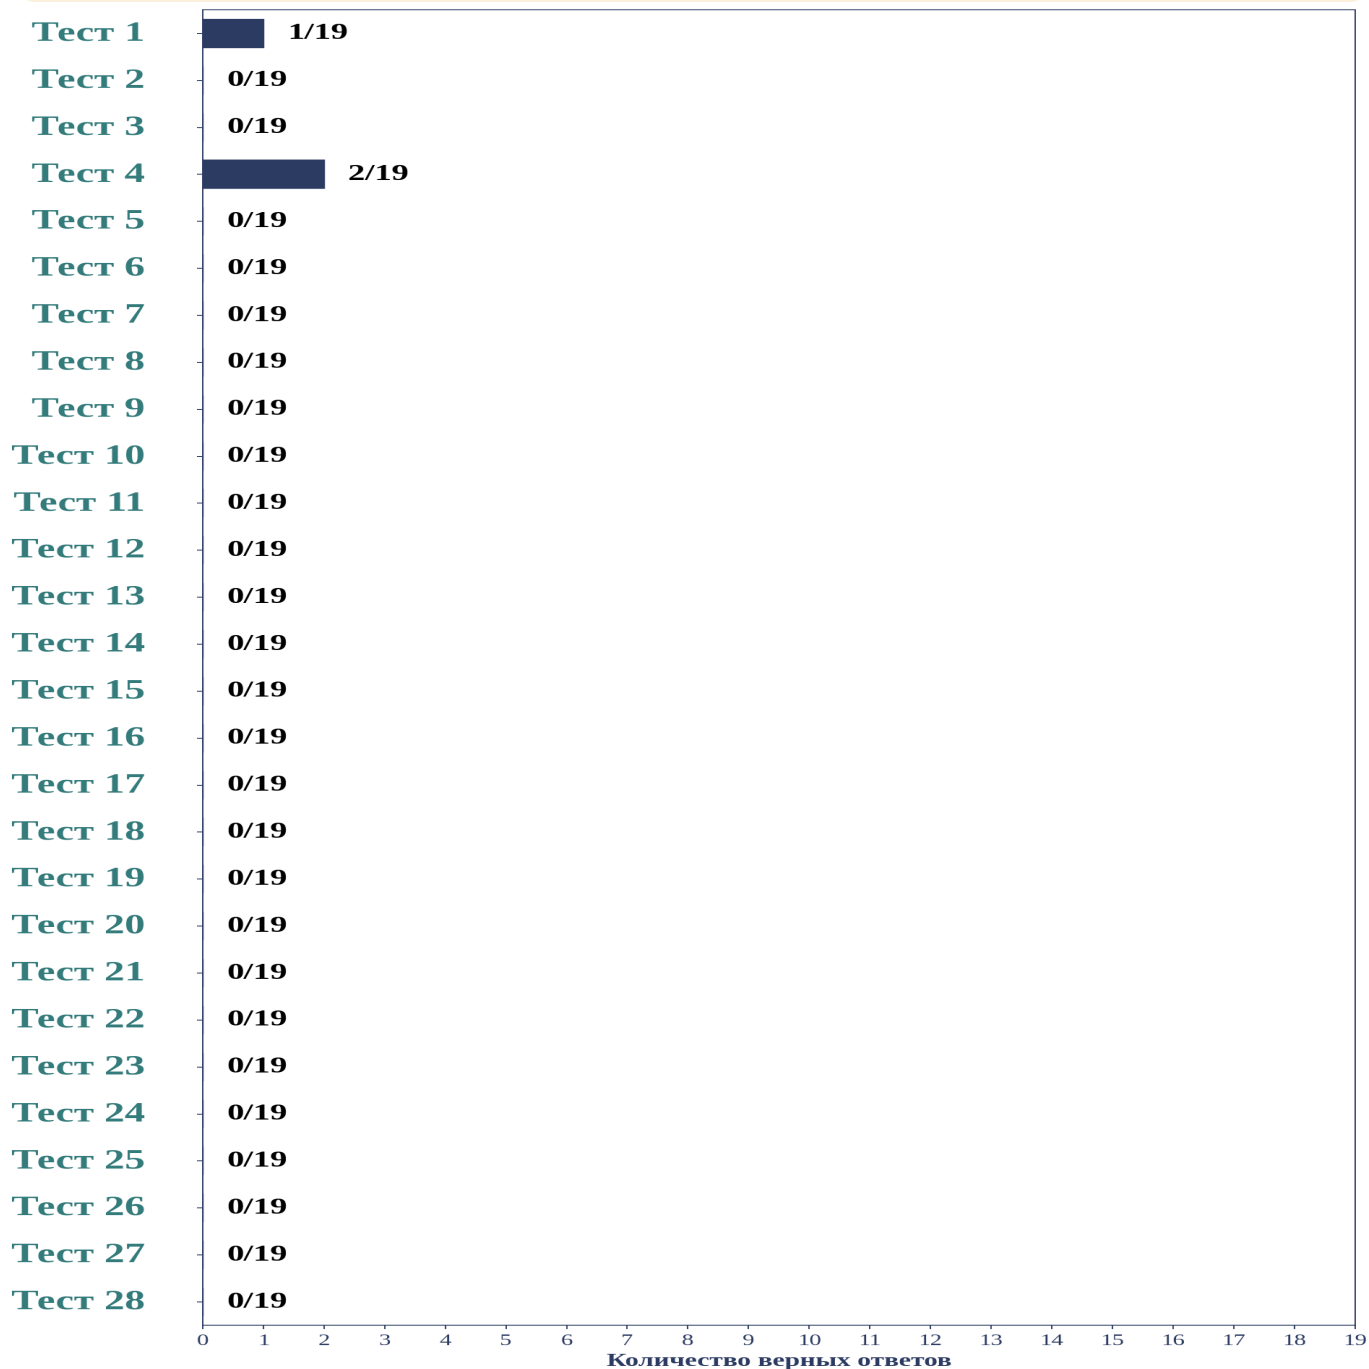 Тест 1 1/19
Тест 2 0/19
Тест 3 0/19
Тест 4 2/19
Тест 5 0/19
Тест 6 0/19
Тест 7 0/19
Тест 8 0/19
Тест 9 0/19
Тест 10 0/19
Тест 11 0/19
Тест 12 0/19
Тест 13 0/19
Тест 14 0/19
Тест 15 0/19
Тест 16 0/19
Тест 17 0/19
Тест 18 0/19
Тест 19 0/19
Тест 20 0/19
Тест 21 0/19
Тест 22 0/19
Тест 23 0/19
Тест 24 0/19
Тест 25 0/19
Тест 26 0/19
Тест 27 0/19
Тест 28 0/19
0 1 2 3 4 5 6 7 8 9 10 11 12 13 14 15 16 17 18 19
Количество верных ответов